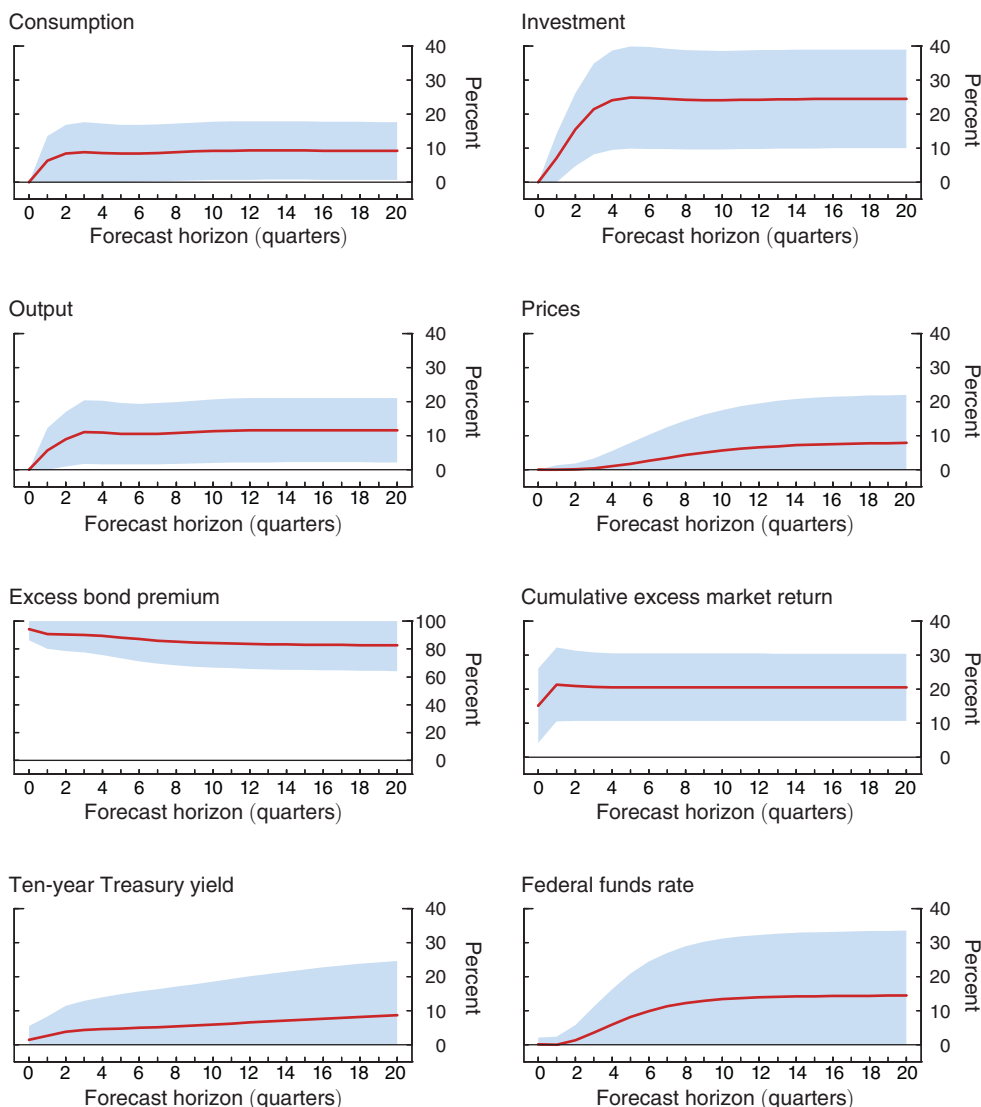 Consumption
40
30
20
10
0
Percent
0 2 4 6 8 10 12 14 16 18 20
Forecast horizon (quarters)
Investment
40
30
20
10
0
Percent
0 2 4 6 8 10 12 14 16 18 20
Forecast horizon (quarters)
Output
40
30
20
10
0
Percent
0 2 4 6 8 10 12 14 16 18 20
Forecast horizon (quarters)
Prices
40
30
20
10
0
Percent
0 2 4 6 8 10 12 14 16 18 20
Forecast horizon (quarters)
Excess bond premium
100
80
60
40
20
0
Percent
0 2 4 6 8 10 12 14 16 18 20
Forecast horizon (quarters)
Cumulative excess market return
40
30
20
10
0
Percent
0 2 4 6 8 10 12 14 16 18 20
Forecast horizon (quarters)
Ten-year Treasury yield
40
30
20
10
0
Percent
0 2 4 6 8 10 12 14 16 18 20
Forecast horizon (quarters)
Federal funds rate
40
30
20
10
0
Percent
0 2 4 6 8 10 12 14 16 18 20
Forecast horizon (quarters)